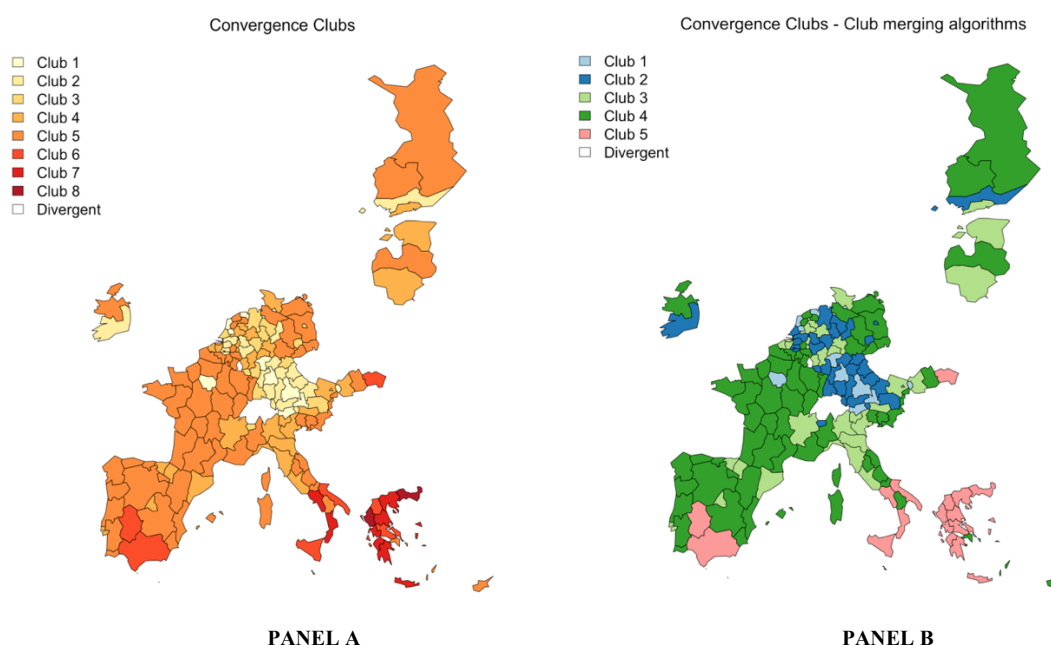 Convergence Clubs
Club 1
Club 2
Club 3
Club 4
Club 5
Club 6
Club 7
Club 8
Divergent
PANEL A
Convergence Clubs - Club merging algorithms
Club 1
Club 2
Club 3
Club 4
Club 5
Divergent
PANEL B